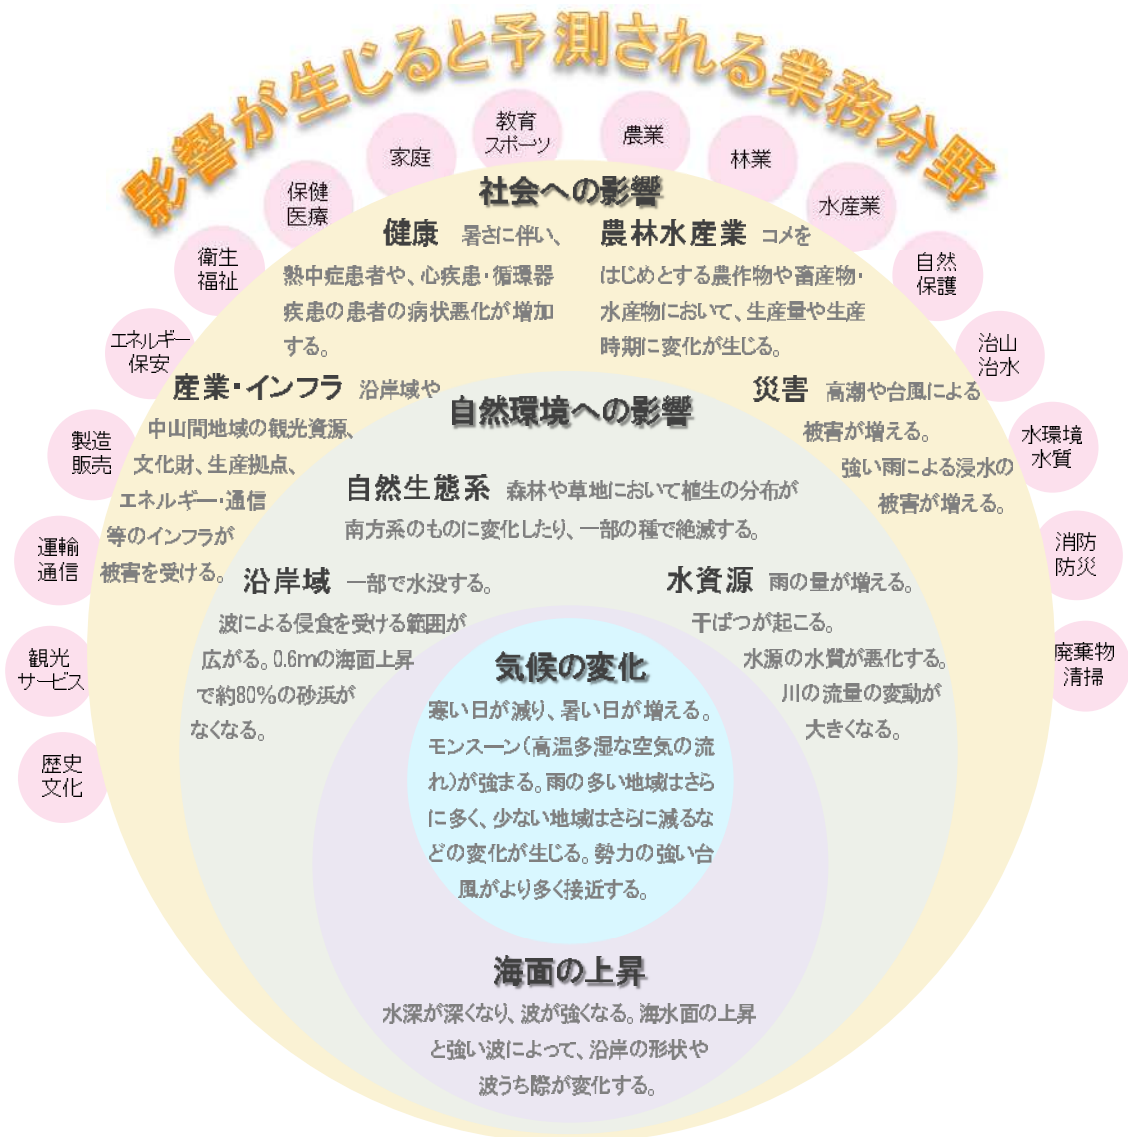 影響が生じると予測される業務分野
歴史
文化
観光
サービス
運輸
通信
製造
販売
エネルギー
保安
衛生
福祉
保健
医療
家庭
教育
スポーツ
農業
林業
水産業
自然
保護
治山
治水
水環境
水質
消防
防災
廃棄物
清掃
社会への影響
健康 暑さに伴い、
熱中症患者や、心疾患・循環器
疾患の患者の病状悪化が増加
する。
農林水産業 コメを
はじめとする農作物や畜産物・
水産物において、生産量や生産
時期に変化が生じる。
産業・インフラ 沿岸域や
中山間地域の観光資源、
文化財、生産拠点、
エネルギー・通信
等のインフラが
被害を受ける。
災害 高潮や台風による
被害が増える。
強い雨による浸水の
被害が増える。
自然環境への影響
自然生態系 森林や草地において植生の分布が
南方系のものに変化したり、一部の種で絶滅する。
沿岸域 一部で水没する。
波による侵食を受ける範囲が
広がる。0.6mの海面上昇
で約80%の砂浜が
なくなる。
水資源 雨の量が増える。
干ばつが起こる。
水源の水質が悪化する。
川の流量の変動が
大きくなる。
気候の変化
寒い日が減り、暑い日が増える。
モンスーン(高温多湿な空気の流
れ)が強まる。雨の多い地域はさら
に多く、少ない地域はさらに減るな
どの変化が生じる。勢力の強い台
風がより多く接近する。
海面の上昇
水深が深くなり、波が強くなる。海水面の上昇
と強い波によって、沿岸の形状や
波うち際が変化する。